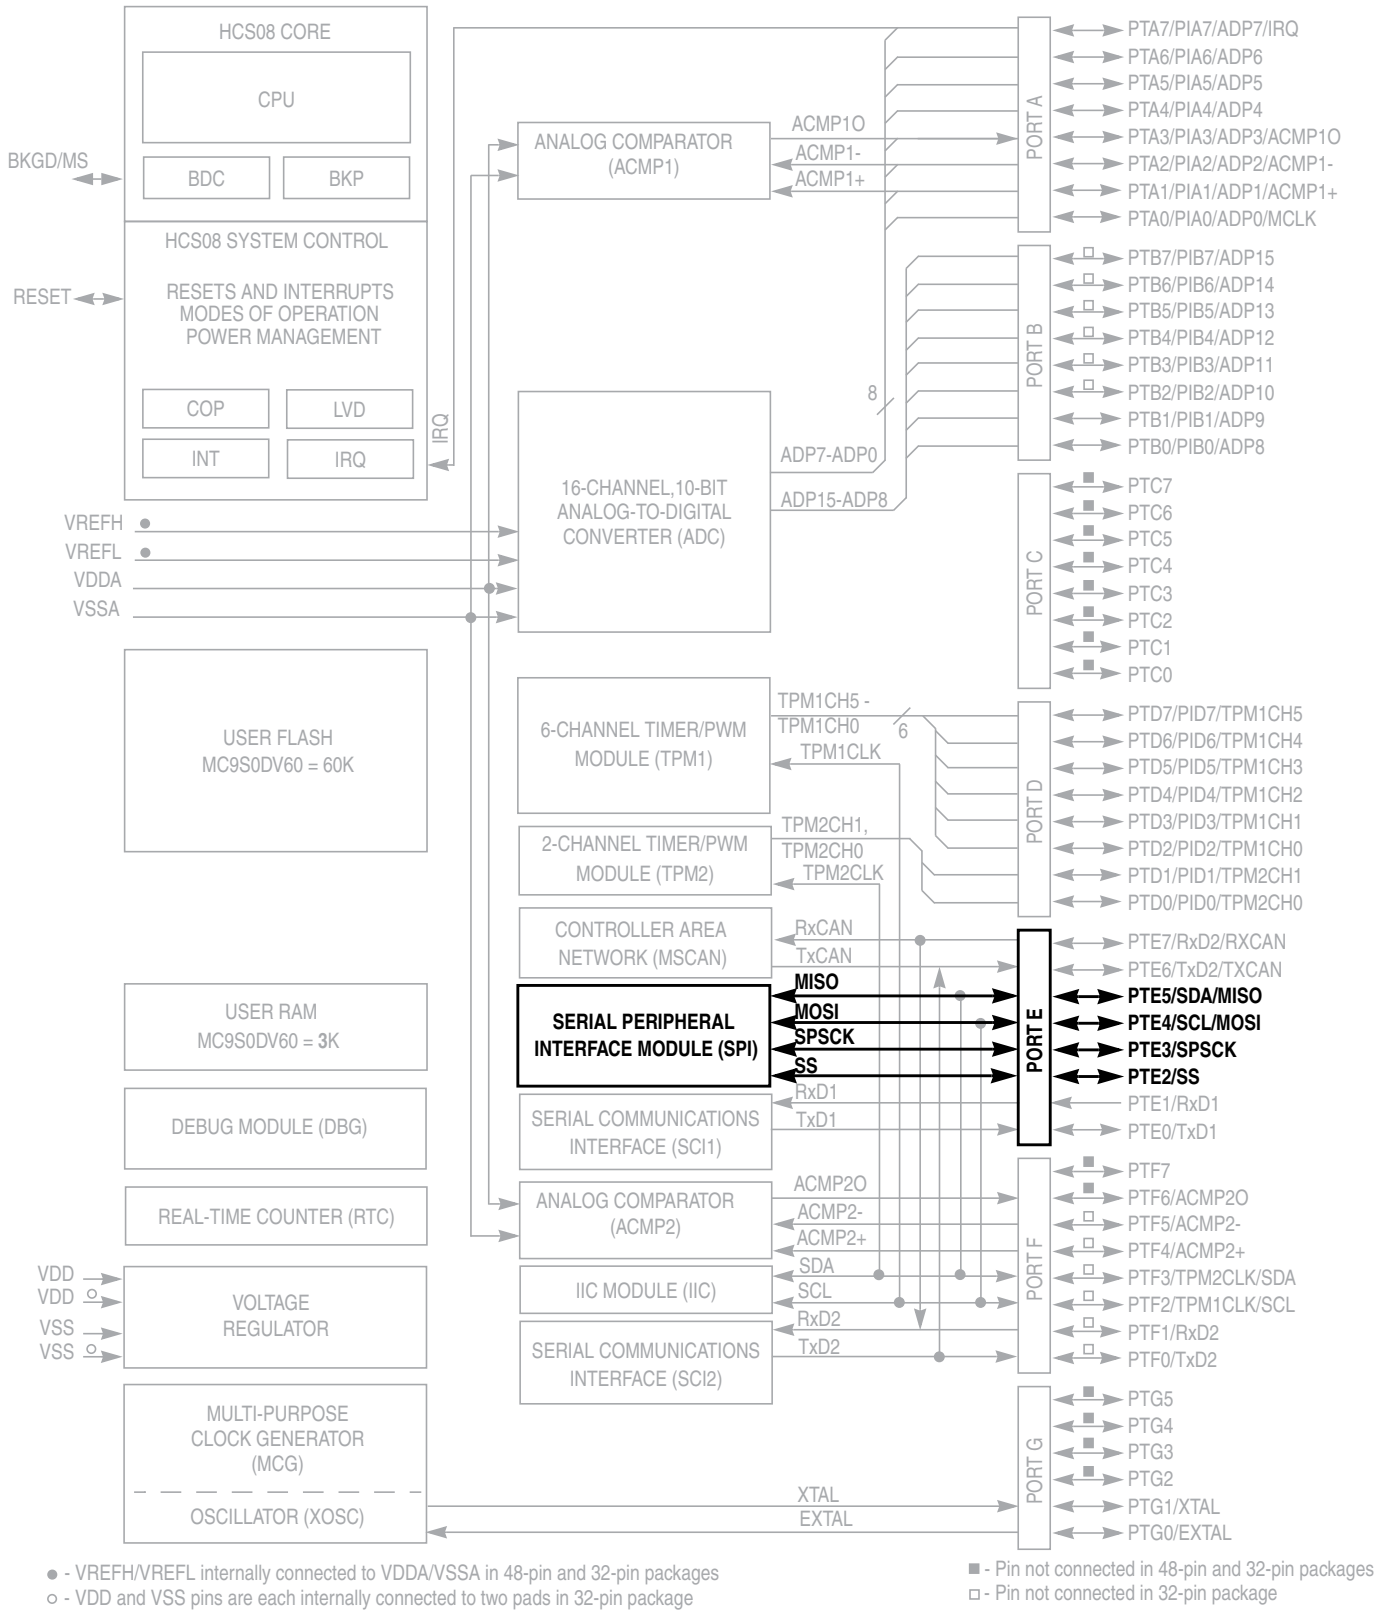 HCS08 CORE
CPU
BDC
BKP
BKGD/MS
HCS08 SYSTEM CONTROL
RESETS AND INTERRUPTS
MODES OF OPERATION
POWER MANAGEMENT
RESET
COP
LVD
INT
IRQ
IRQ
VREFH
VREFL
VDDA
VSSA
USER FLASH
MC9S0DV60 = 60K
USER RAM
MC9S0DV60 = 3K
DEBUG MODULE (DBG)
REAL-TIME COUNTER (RTC)
VDD
VDD
VSS
VSS
VOLTAGE
REGULATOR
MULTI-PURPOSE
CLOCK GENERATOR
(MCG)
OSCILLATOR (XOSC)
ANALOG COMPARATOR
(ACMP1)
ACMP1O
ACMP1-
ACMP1+
16-CHANNEL,10-BIT
ANALOG-TO-DIGITAL
CONVERTER (ADC)
8
ADP7-ADP0
ADP15-ADP8
6-CHANNEL TIMER/PWM
MODULE (TPM1)
TPM1CH5 -
TPM1CH0
6
TPM1CLK
2-CHANNEL TIMER/PWM
MODULE (TPM2)
TPM2CH1,
TPM2CH0
TPM2CLK
CONTROLLER AREA
NETWORK (MSCAN)
RxCAN
TxCAN
SERIAL PERIPHERAL
INTERFACE MODULE (SPI)
MISO
MOSI
SPSCK
SS
SERIAL COMMUNICATIONS
INTERFACE (SCI1)
RxD1
TxD1
ANALOG COMPARATOR
(ACMP2)
ACMP2O
ACMP2-
ACMP2+
IIC MODULE (IIC)
SDA
SCL
SERIAL COMMUNICATIONS
INTERFACE (SCI2)
RxD2
TxD2
XTAL
EXTAL
PORT A
PTA7/PIA7/ADP7/IRQ
PTA6/PIA6/ADP6
PTA5/PIA5/ADP5
PTA4/PIA4/ADP4
PTA3/PIA3/ADP3/ACMP1O
PTA2/PIA2/ADP2/ACMP1-
PTA1/PIA1/ADP1/ACMP1+
PTA0/PIA0/ADP0/MCLK
PORT B
PTB7/PIB7/ADP15
PTB6/PIB6/ADP14
PTB5/PIB5/ADP13
PTB4/PIB4/ADP12
PTB3/PIB3/ADP11
PTB2/PIB2/ADP10
PTB1/PIB1/ADP9
PTB0/PIB0/ADP8
PORT C
PTC7
PTC6
PTC5
PTC4
PTC3
PTC2
PTC1
PTC0
PORT D
PTD7/PID7/TPM1CH5
PTD6/PID6/TPM1CH4
PTD5/PID5/TPM1CH3
PTD4/PID4/TPM1CH2
PTD3/PID3/TPM1CH1
PTD2/PID2/TPM1CH0
PTD1/PID1/TPM2CH1
PTD0/PID0/TPM2CH0
PORT E
PTE7/RxD2/RXCAN
PTE6/TxD2/TXCAN
PTE5/SDA/MISO
PTE4/SCL/MOSI
PTE3/SPSCK
PTE2/SS
PTE1/RxD1
PTE0/TxD1
PORT F
PTF7
PTF6/ACMP2O
PTF5/ACMP2-
PTF4/ACMP2+
PTF3/TPM2CLK/SDA
PTF2/TPM1CLK/SCL
PTF1/RxD2
PTF0/TxD2
PORT G
PTG5
PTG4
PTG3
PTG2
PTG1/XTAL
PTG0/EXTAL
● - VREFH/VREFL internally connected to VDDA/VSSA in 48-pin and 32-pin packages
○ - VDD and VSS pins are each internally connected to two pads in 32-pin package
■ - Pin not connected in 48-pin and 32-pin packages
□ - Pin not connected in 32-pin package